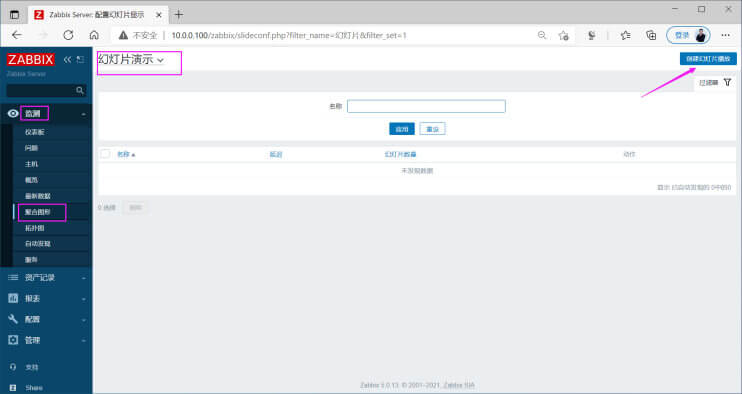 Zabbix Server: 配置幻灯片显示
不安全 | 10.0.0.100/zabbix/slideconf.php?filter_name=幻灯片&filter_set=1
登录
ZABBIX
Zabbix Server
监测
仪表板
问题
主机
概览
最新数据
聚合图形
拓扑图
自动发现
服务
资产记录
报表
配置
管理
支持
Share
幻灯片演示
创建幻灯片播放
过滤器
名称
应用 重设
名称 延迟 幻灯片数量 动作
未发现数据
显示 已自动发现的 0中的0
0 选择 删除
Zabbix 5.0.13. © 2001–2021, Zabbix SIA